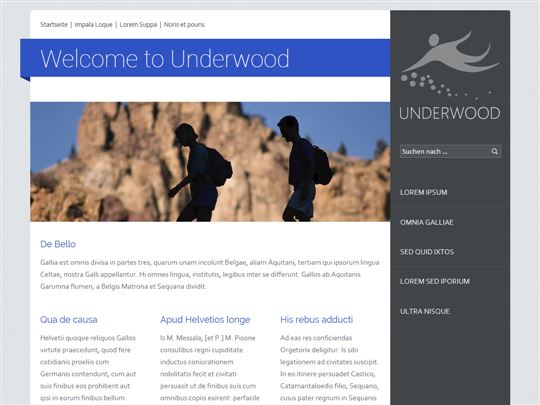 Startseite | Impala Loque | Lorem Suppa | Noris et pouris
Welcome to Underwood
UNDERWOOD
Suchen nach ...
LOREM IPSUM
OMNIA GALLIAE
SED QUID IXTOS
LOREM SED IPORIUM
ULTRA NISQUE
De Bello
Gallia est omnis divisa in partes tres, quarum unam incolunt Belgae, aliam Aquitani, tertiam qui ipsorum lingua
Celtae, nostra Galli appellantur. Hi omnes lingua, institutis, legibus inter se differunt. Gallos ab Aquitanis
Garumna flumen, a Belgis Matrona et Sequana dividit.
Qua de causa
Helvetii quoque reliquos Gallos
virtute praecedunt, quod fere
cotidianis proeliis cum
Germanis contendunt, cum aut
suis finibus eos prohibent aut
ipsi in eorum finibus bellum
Apud Helvetios longe
Is M. Messala, [et P.] M. Pisone
consulibus regni cupiditate
inductus coniurationem
nobilitatis fecit et civitati
persuasit ut de finibus suis cum
omnibus copiis exirent. perfacile
His rebus adducti
Ad eas res conficiendas
Orgetorix deligitur. Is sibi
legationem ad civitates suscipit.
In eo itinere persuadet Castico,
Catamantaloedis filio, Sequano,
cuius pater regnum in Sequanis